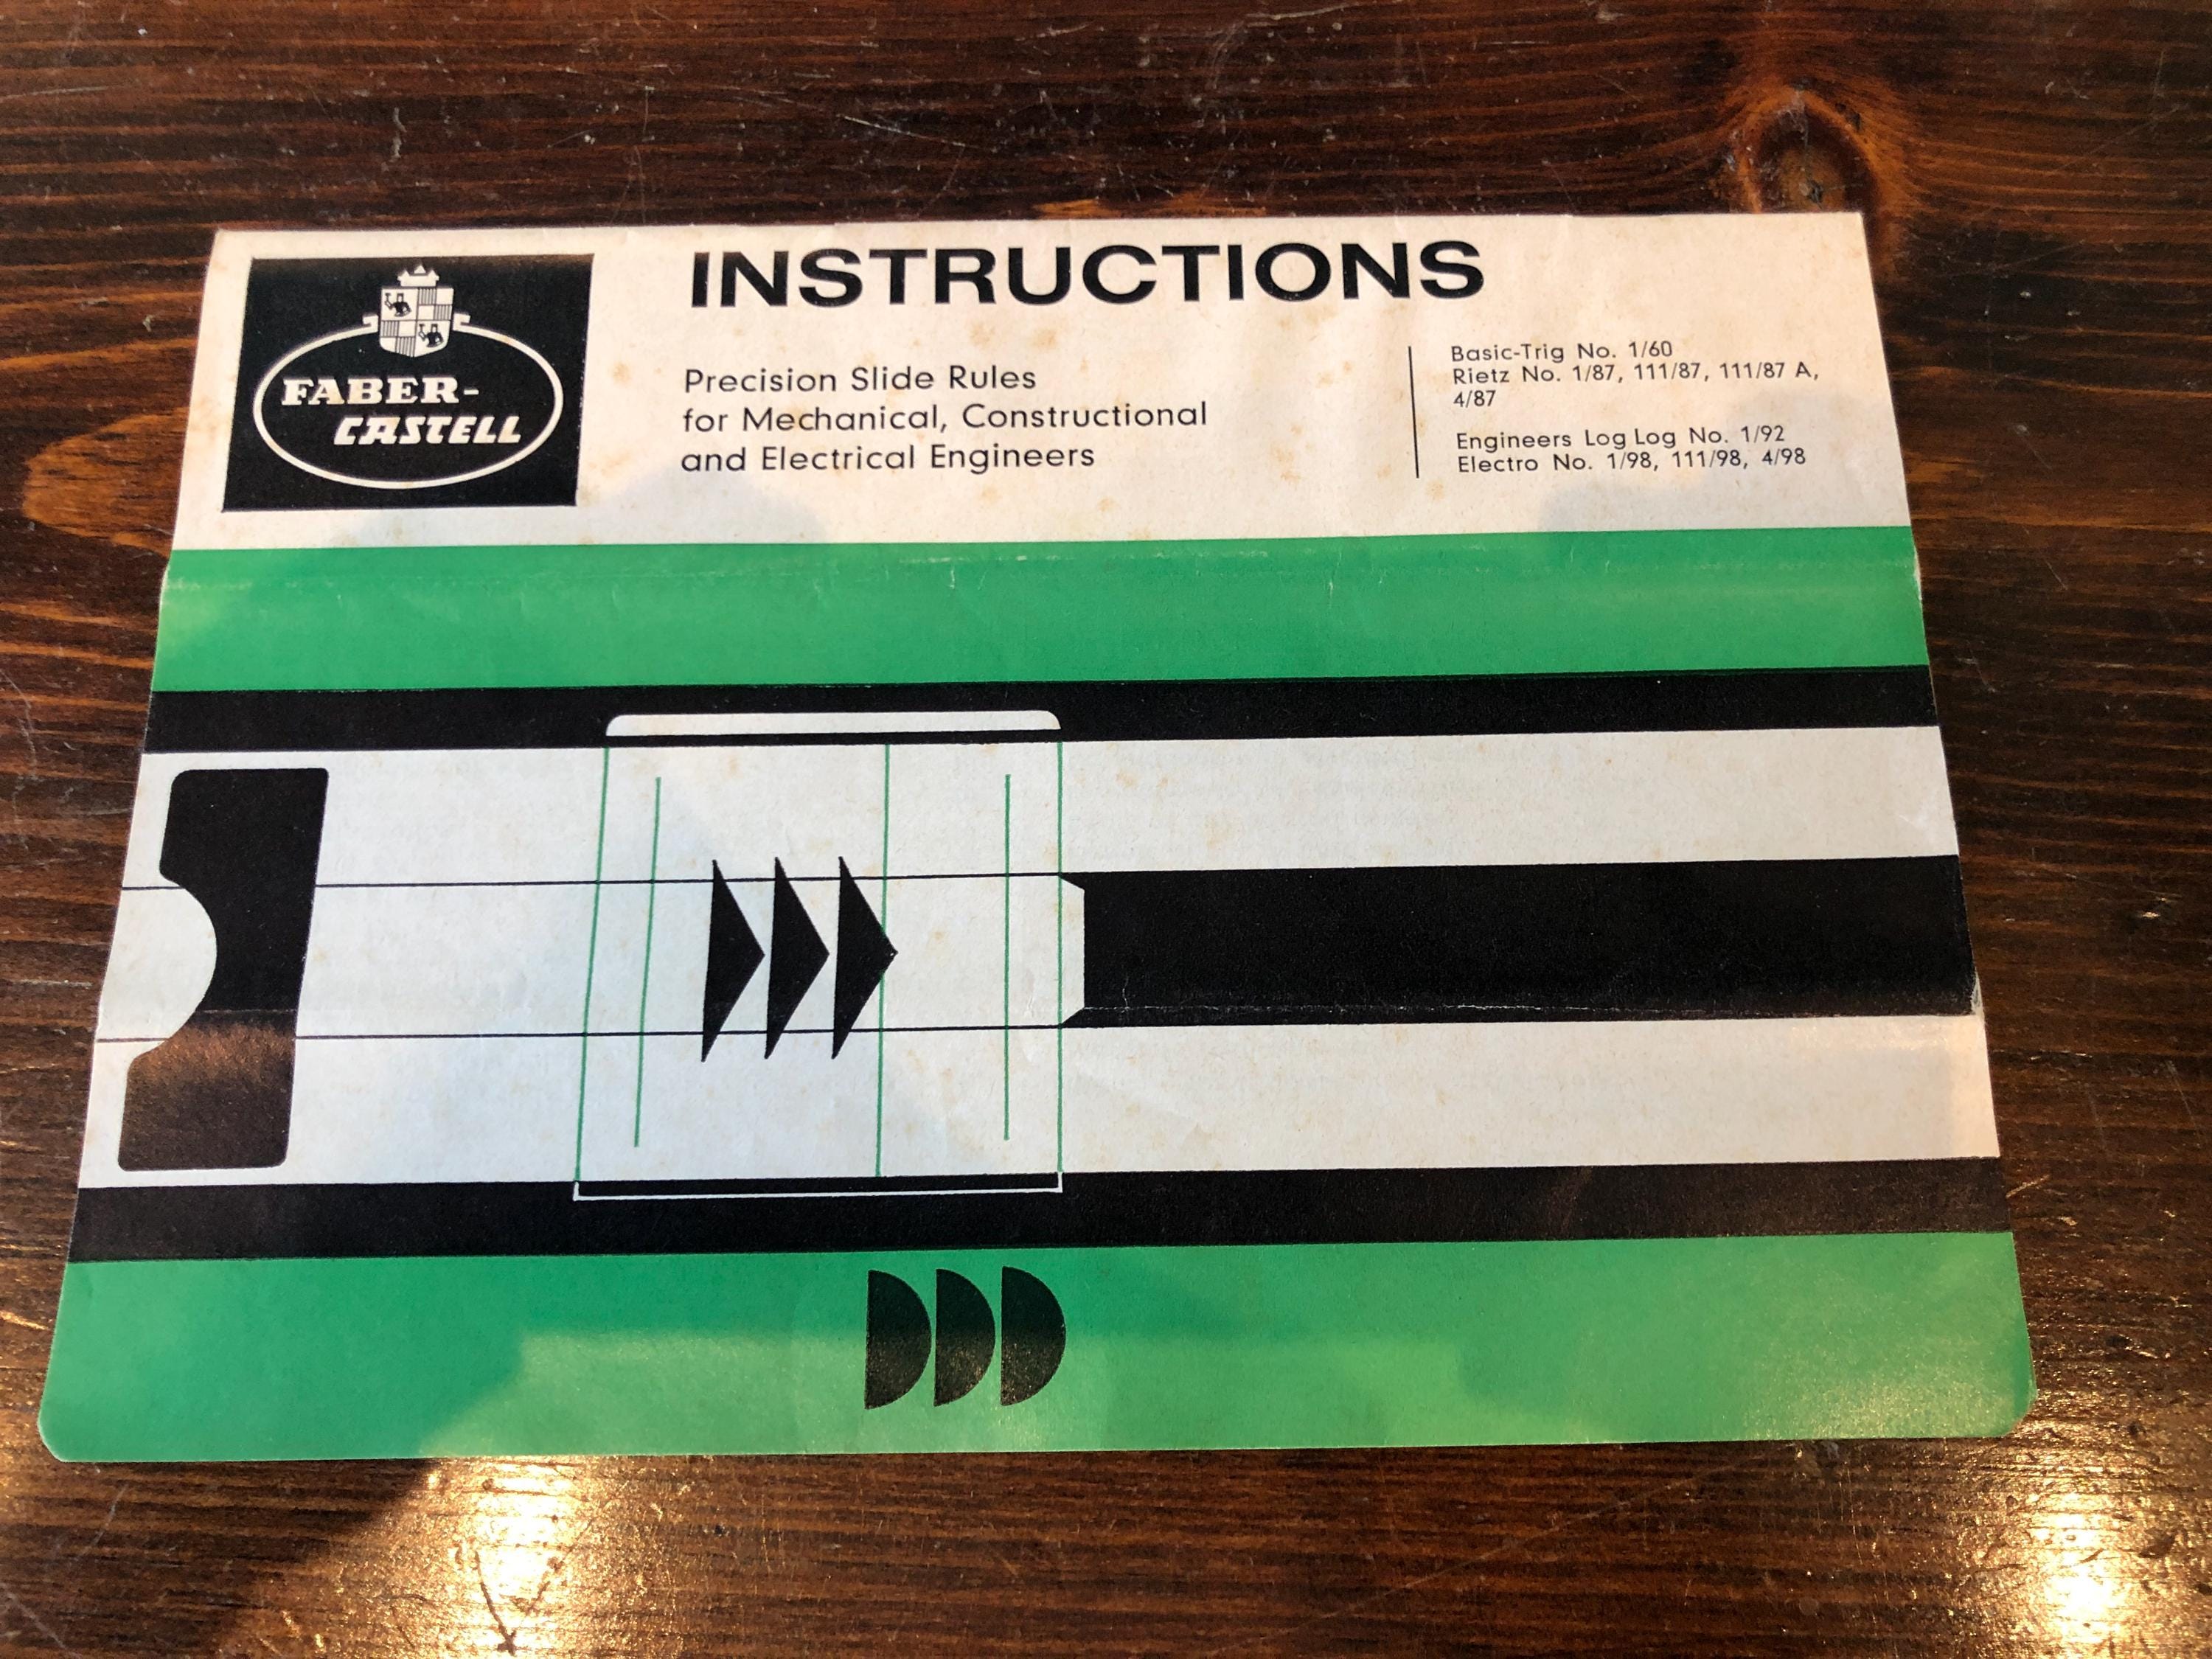 FABER-
CASTELL
INSTRUCTIONS
Precision Slide Rules
for Mechanical, Constructional
and Electrical Engineers
Basic-Trig No. 1/60
Rietz No. 1/87, 111/87, 111/87 A,
4/87
Engineers Log Log No. 1/92
Electro No. 1/98, 111/98, 4/98